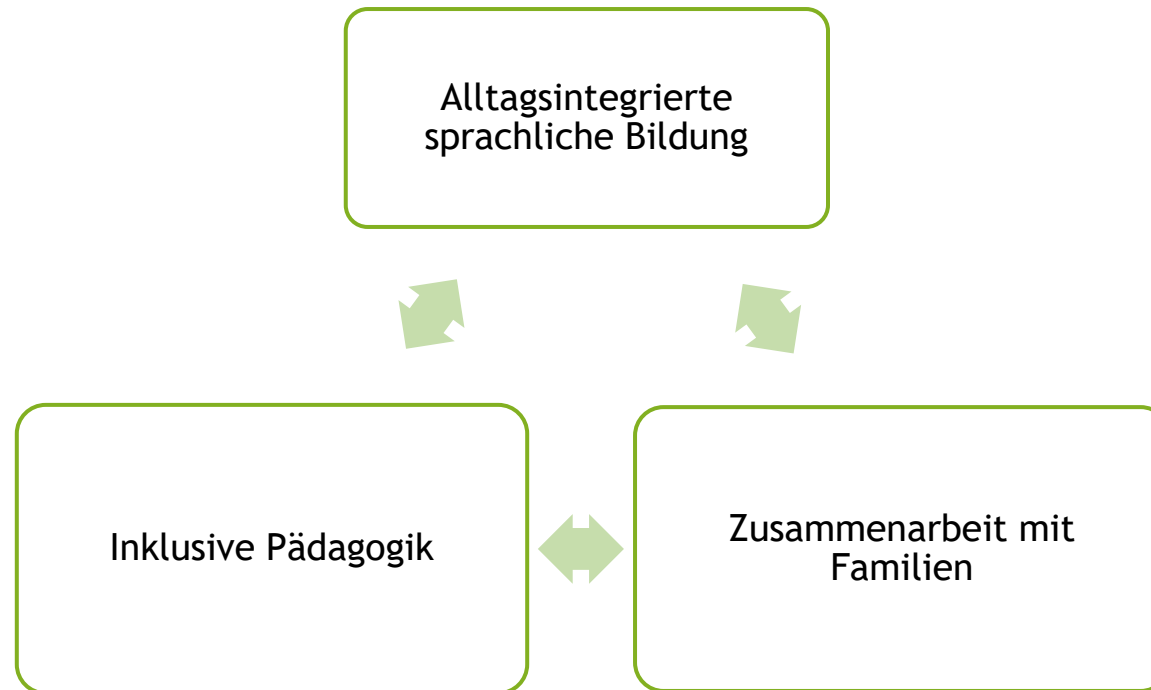 Alltagsintegrierte
sprachliche Bildung
Inklusive Pädagogik
Zusammenarbeit mit
Familien